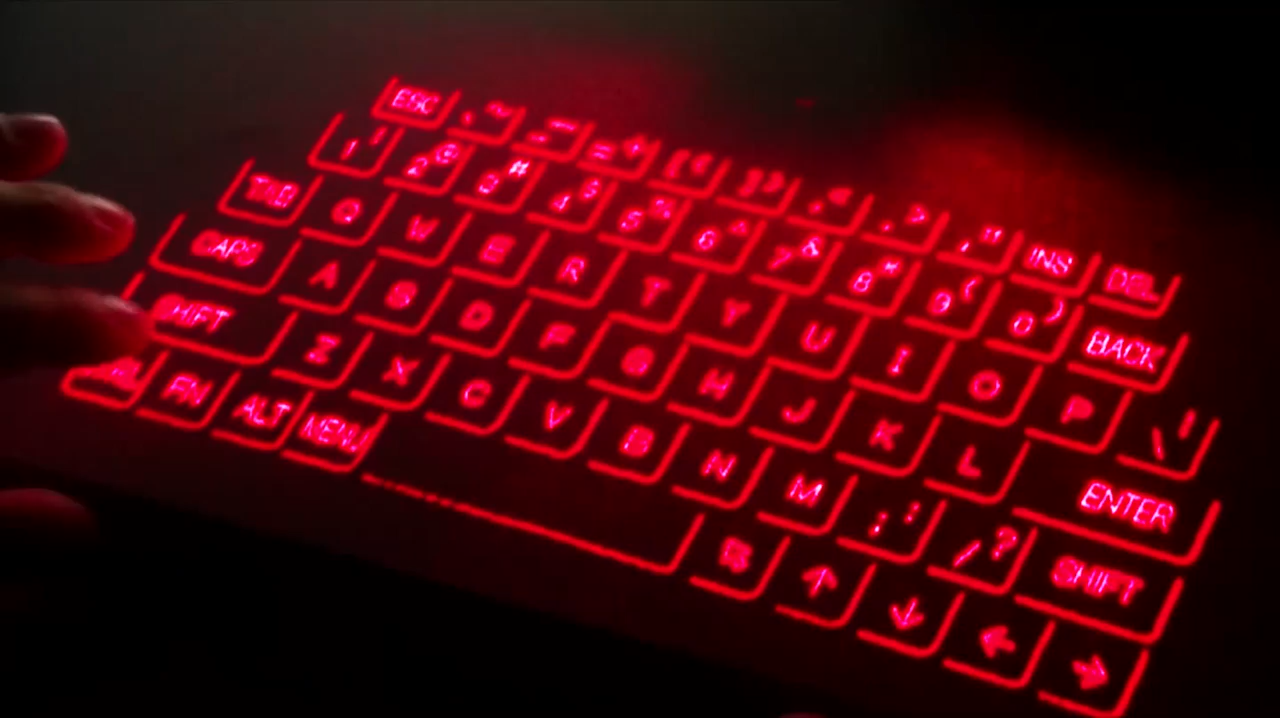 ESC ` ~ - _ = + [ { ] } , < . > ' " INS DEL
1 ! 2 @ 3 # 4 $ 5 % 6 ^ 7 & 8 * 9 ( 0 ) BACK
TAB Q W E R T Y U I O P \ |
CAPS A S D F G H J K L ENTER
SHIFT Z X C V B N M ; : / ? SHIFT
FN ALT MENU ↑ ↓ ← →